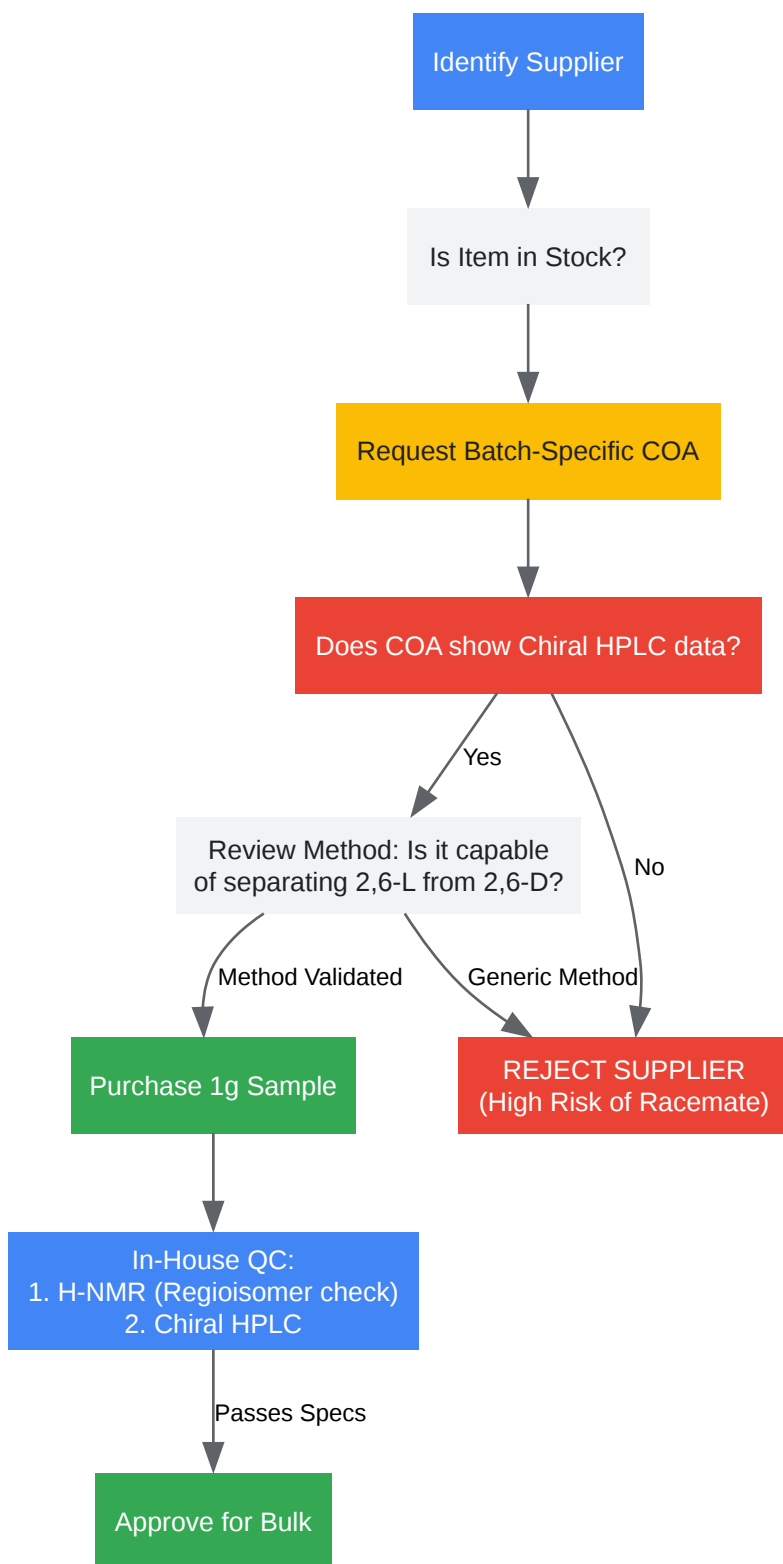 Identify Supplier
Is Item in Stock?
Request Batch-Specific COA
Does COA show Chiral HPLC data?
Yes
No
Review Method: Is it capable
of separating 2,6-L from 2,6-D?
Method Validated
Generic Method
Purchase 1g Sample
REJECT SUPPLIER
(High Risk of Racemate)
In-House QC:
1. H-NMR (Regioisomer check)
2. Chiral HPLC
Passes Specs
Approve for Bulk